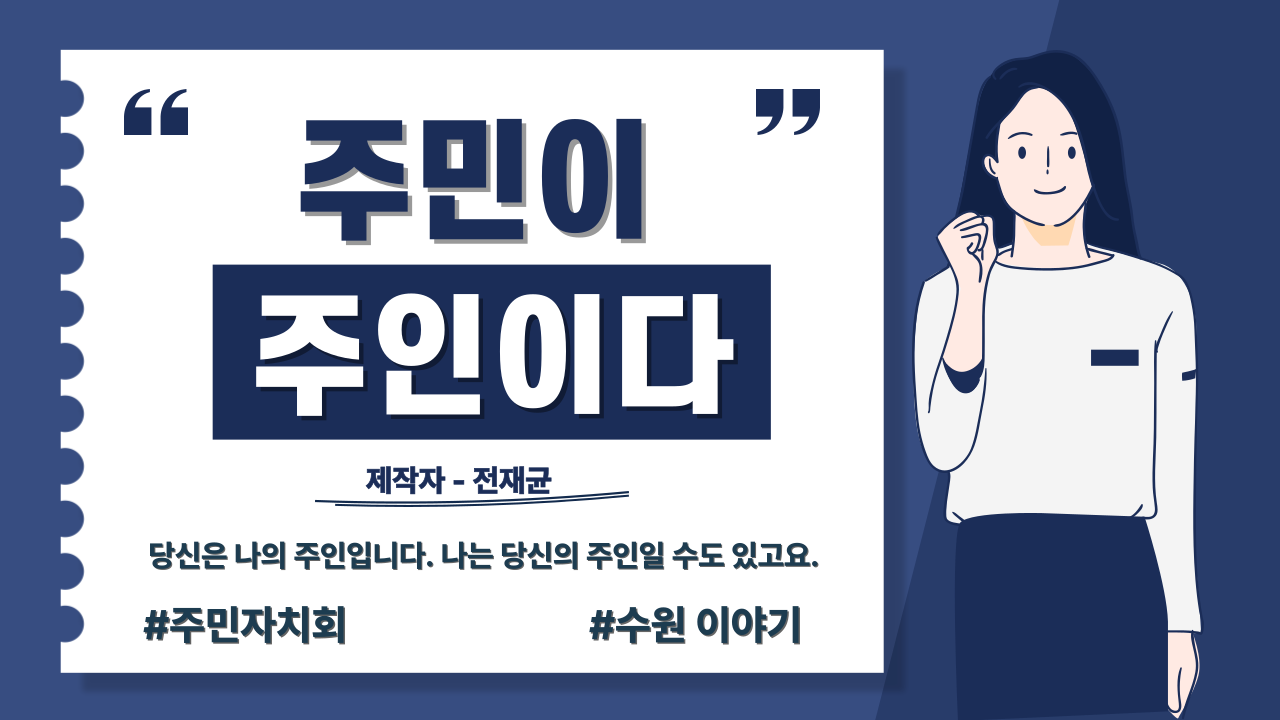 “ ”
주민이
주인이다
제작자 - 전재균
당신은 나의 주인입니다. 나는 당신의 주인일 수도 있고요.
#주민자치회 #수원 이야기